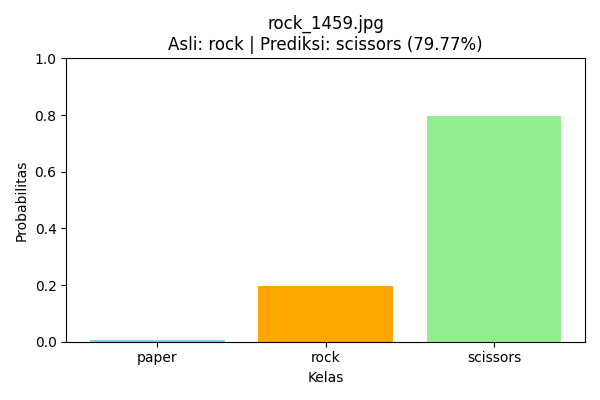 rock_1459.jpg
Asli: rock | Prediksi: scissors (79.77%)
1.0
0.8
0.6
0.4
0.2
0.0
Probabilitas
paper rock scissors
Kelas